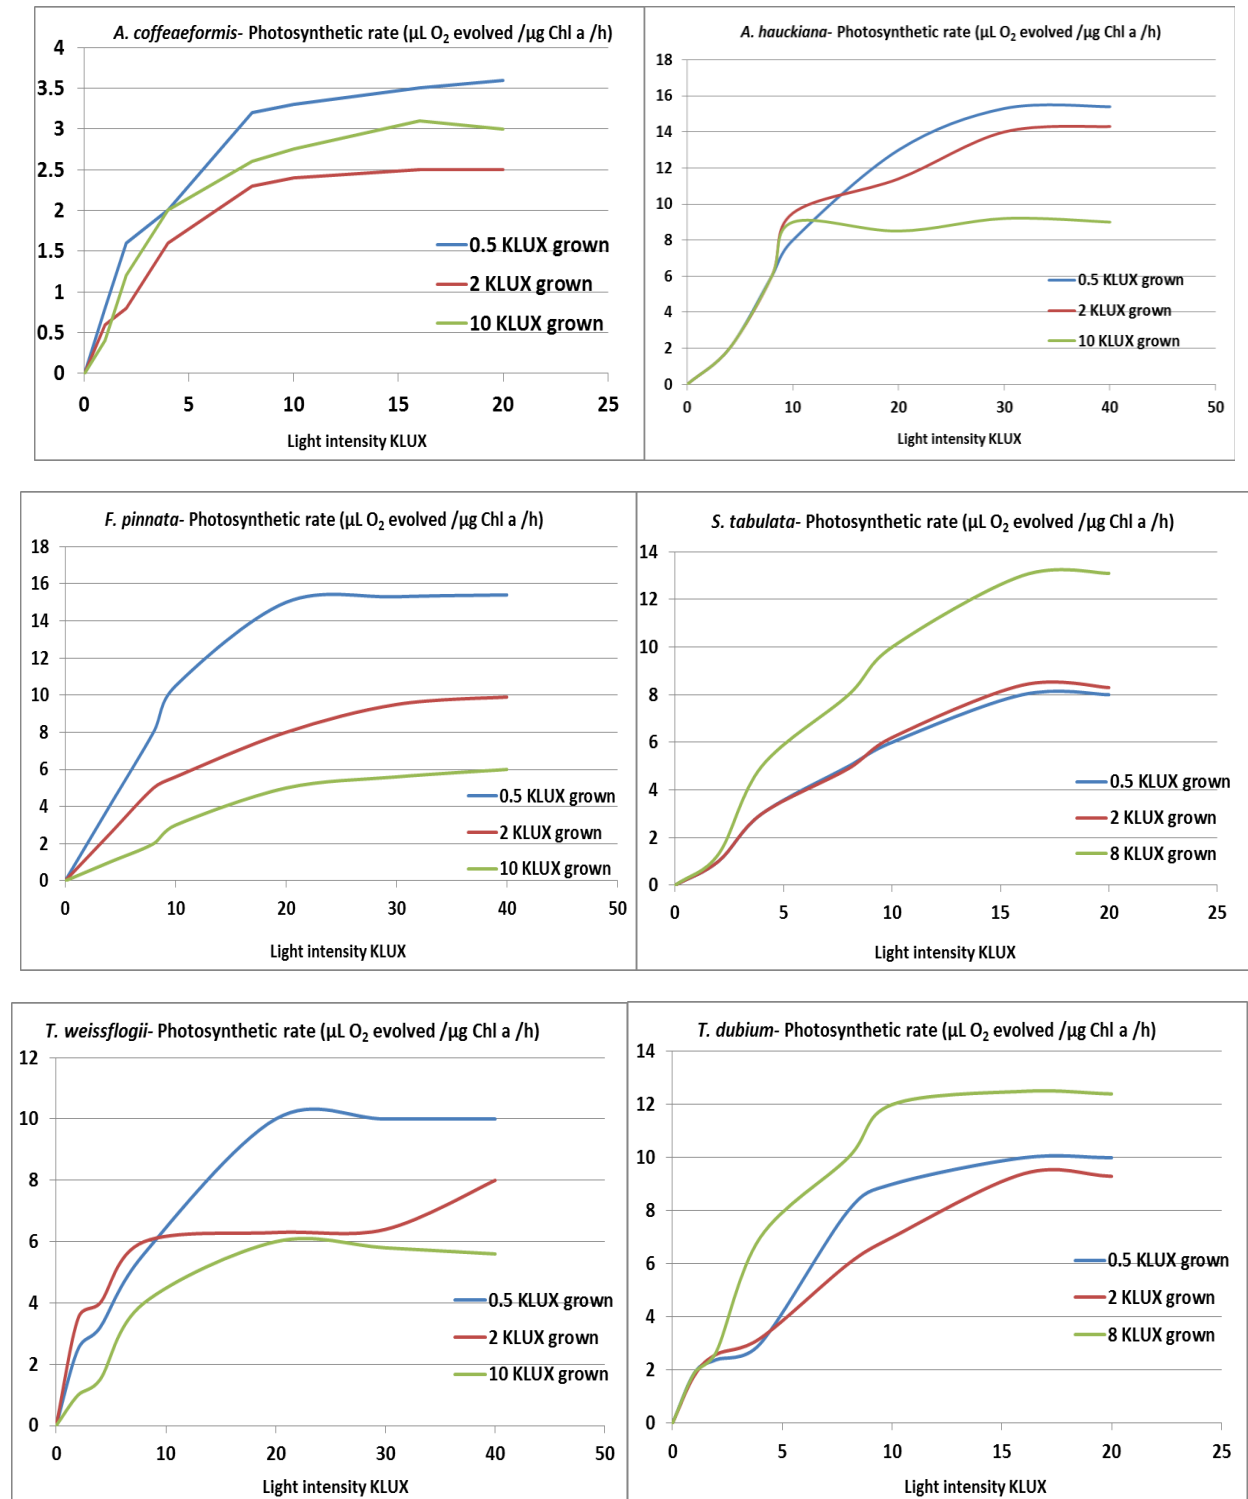 A. coffeaeformis- Photosynthetic rate (µL O₂ evolved /µg Chl a /h)
4
3.5
3
2.5
2
1.5
1
0.5
0
0 5 10 15 20 25
0.5 KLUX grown
2 KLUX grown
10 KLUX grown
Light intensity KLUX
A. hauckiana- Photosynthetic rate (µL O₂ evolved /µg Chl a /h)
18
16
14
12
10
8
6
4
2
0
0 10 20 30 40 50
0.5 KLUX grown
2 KLUX grown
10 KLUX grown
Light intensity KLUX
F. pinnata- Photosynthetic rate (µL O₂ evolved /µg Chl a /h)
18
16
14
12
10
8
6
4
2
0
0 10 20 30 40 50
0.5 KLUX grown
2 KLUX grown
10 KLUX grown
Light intensity KLUX
S. tabulata- Photosynthetic rate (µL O₂ evolved /µg Chl a /h)
14
12
10
8
6
4
2
0
0 5 10 15 20 25
0.5 KLUX grown
2 KLUX grown
8 KLUX grown
Light intensity KLUX
T. weissflogii- Photosynthetic rate (µL O₂ evolved /µg Chl a /h)
12
10
8
6
4
2
0
0 10 20 30 40 50
0.5 KLUX grown
2 KLUX grown
10 KLUX grown
Light intensity KLUX
T. dubium- Photosynthetic rate (µL O₂ evolved /µg Chl a /h)
14
12
10
8
6
4
2
0
0 5 10 15 20 25
0.5 KLUX grown
2 KLUX grown
8 KLUX grown
Light intensity KLUX